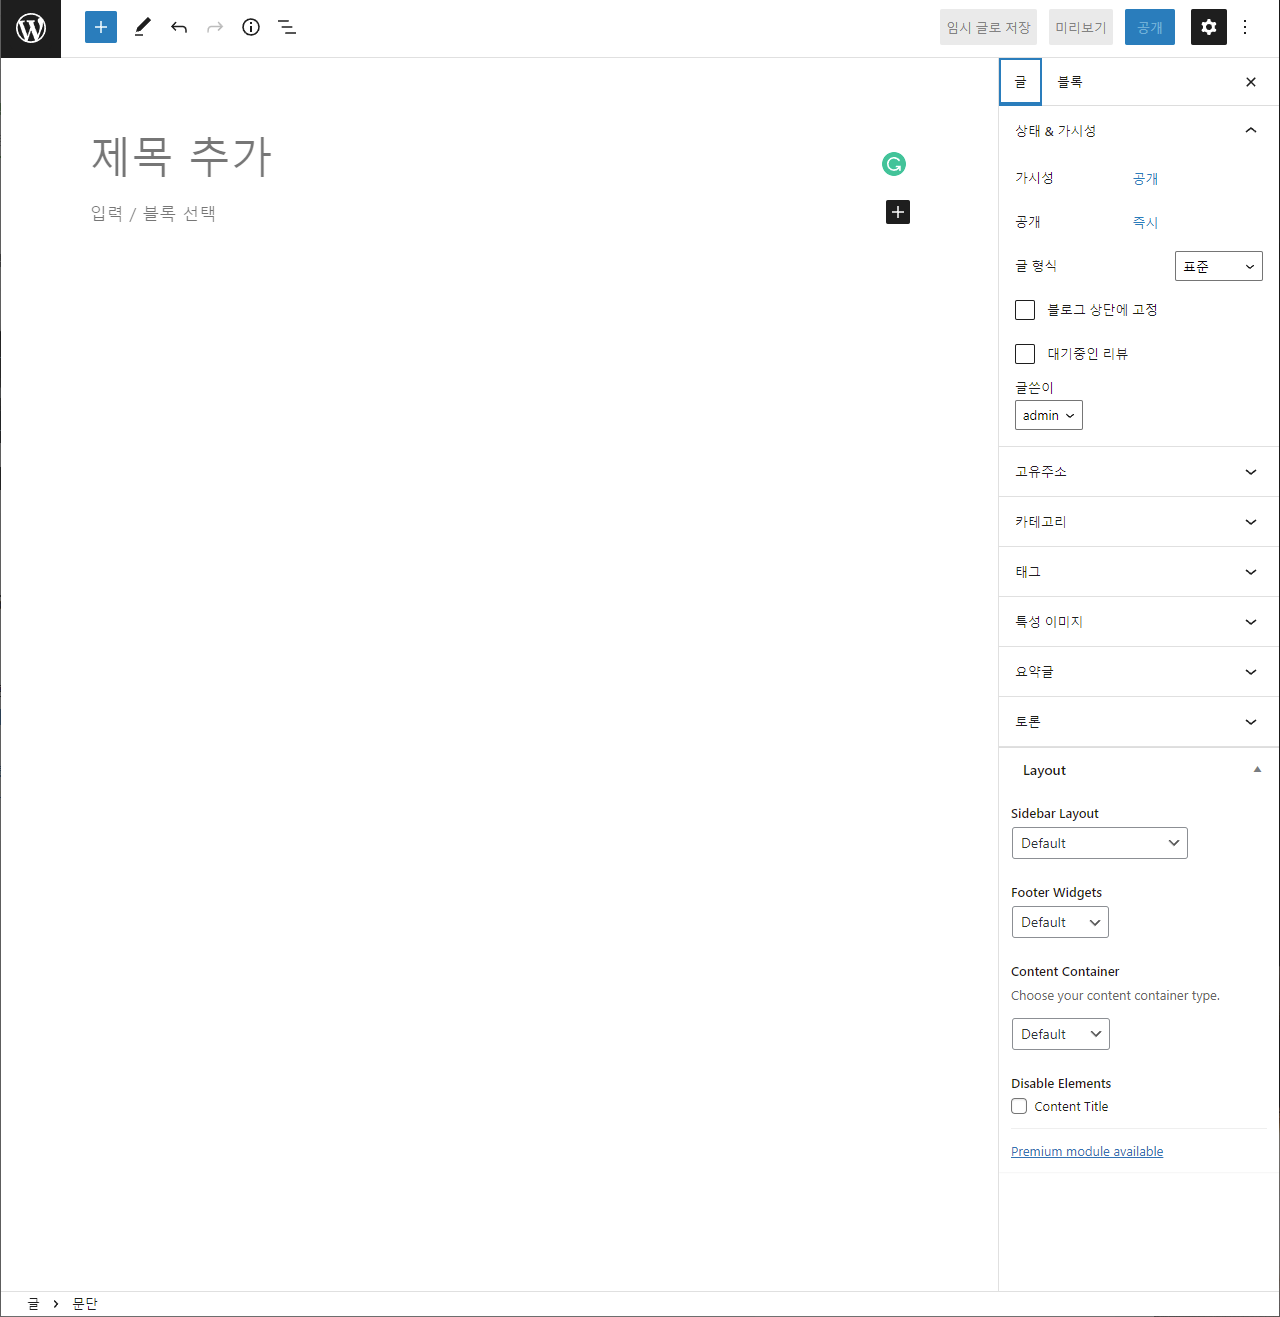 임시 글로 저장
미리보기
공개
글
블록
제목 추가
입력 / 블록 선택
상태 & 가시성
가시성
공개
공개
즉시
글 형식
표준
블로그 상단에 고정
대기중인 리뷰
글쓴이
admin
고유주소
카테고리
태그
특성 이미지
요약글
토론
Layout
Sidebar Layout
Default
Footer Widgets
Default
Content Container
Choose your content container type.
Default
Disable Elements
Content Title
Premium module available
글
문단